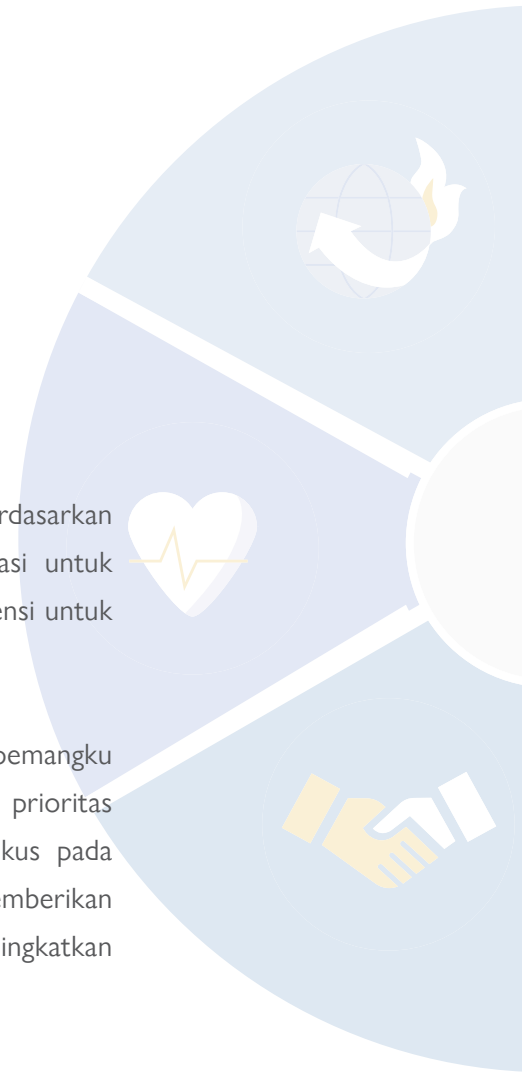 rdasarkan
asi untuk
ensi untuk
pemangku
prioritas
kus pada
emberikan
ingkatkan